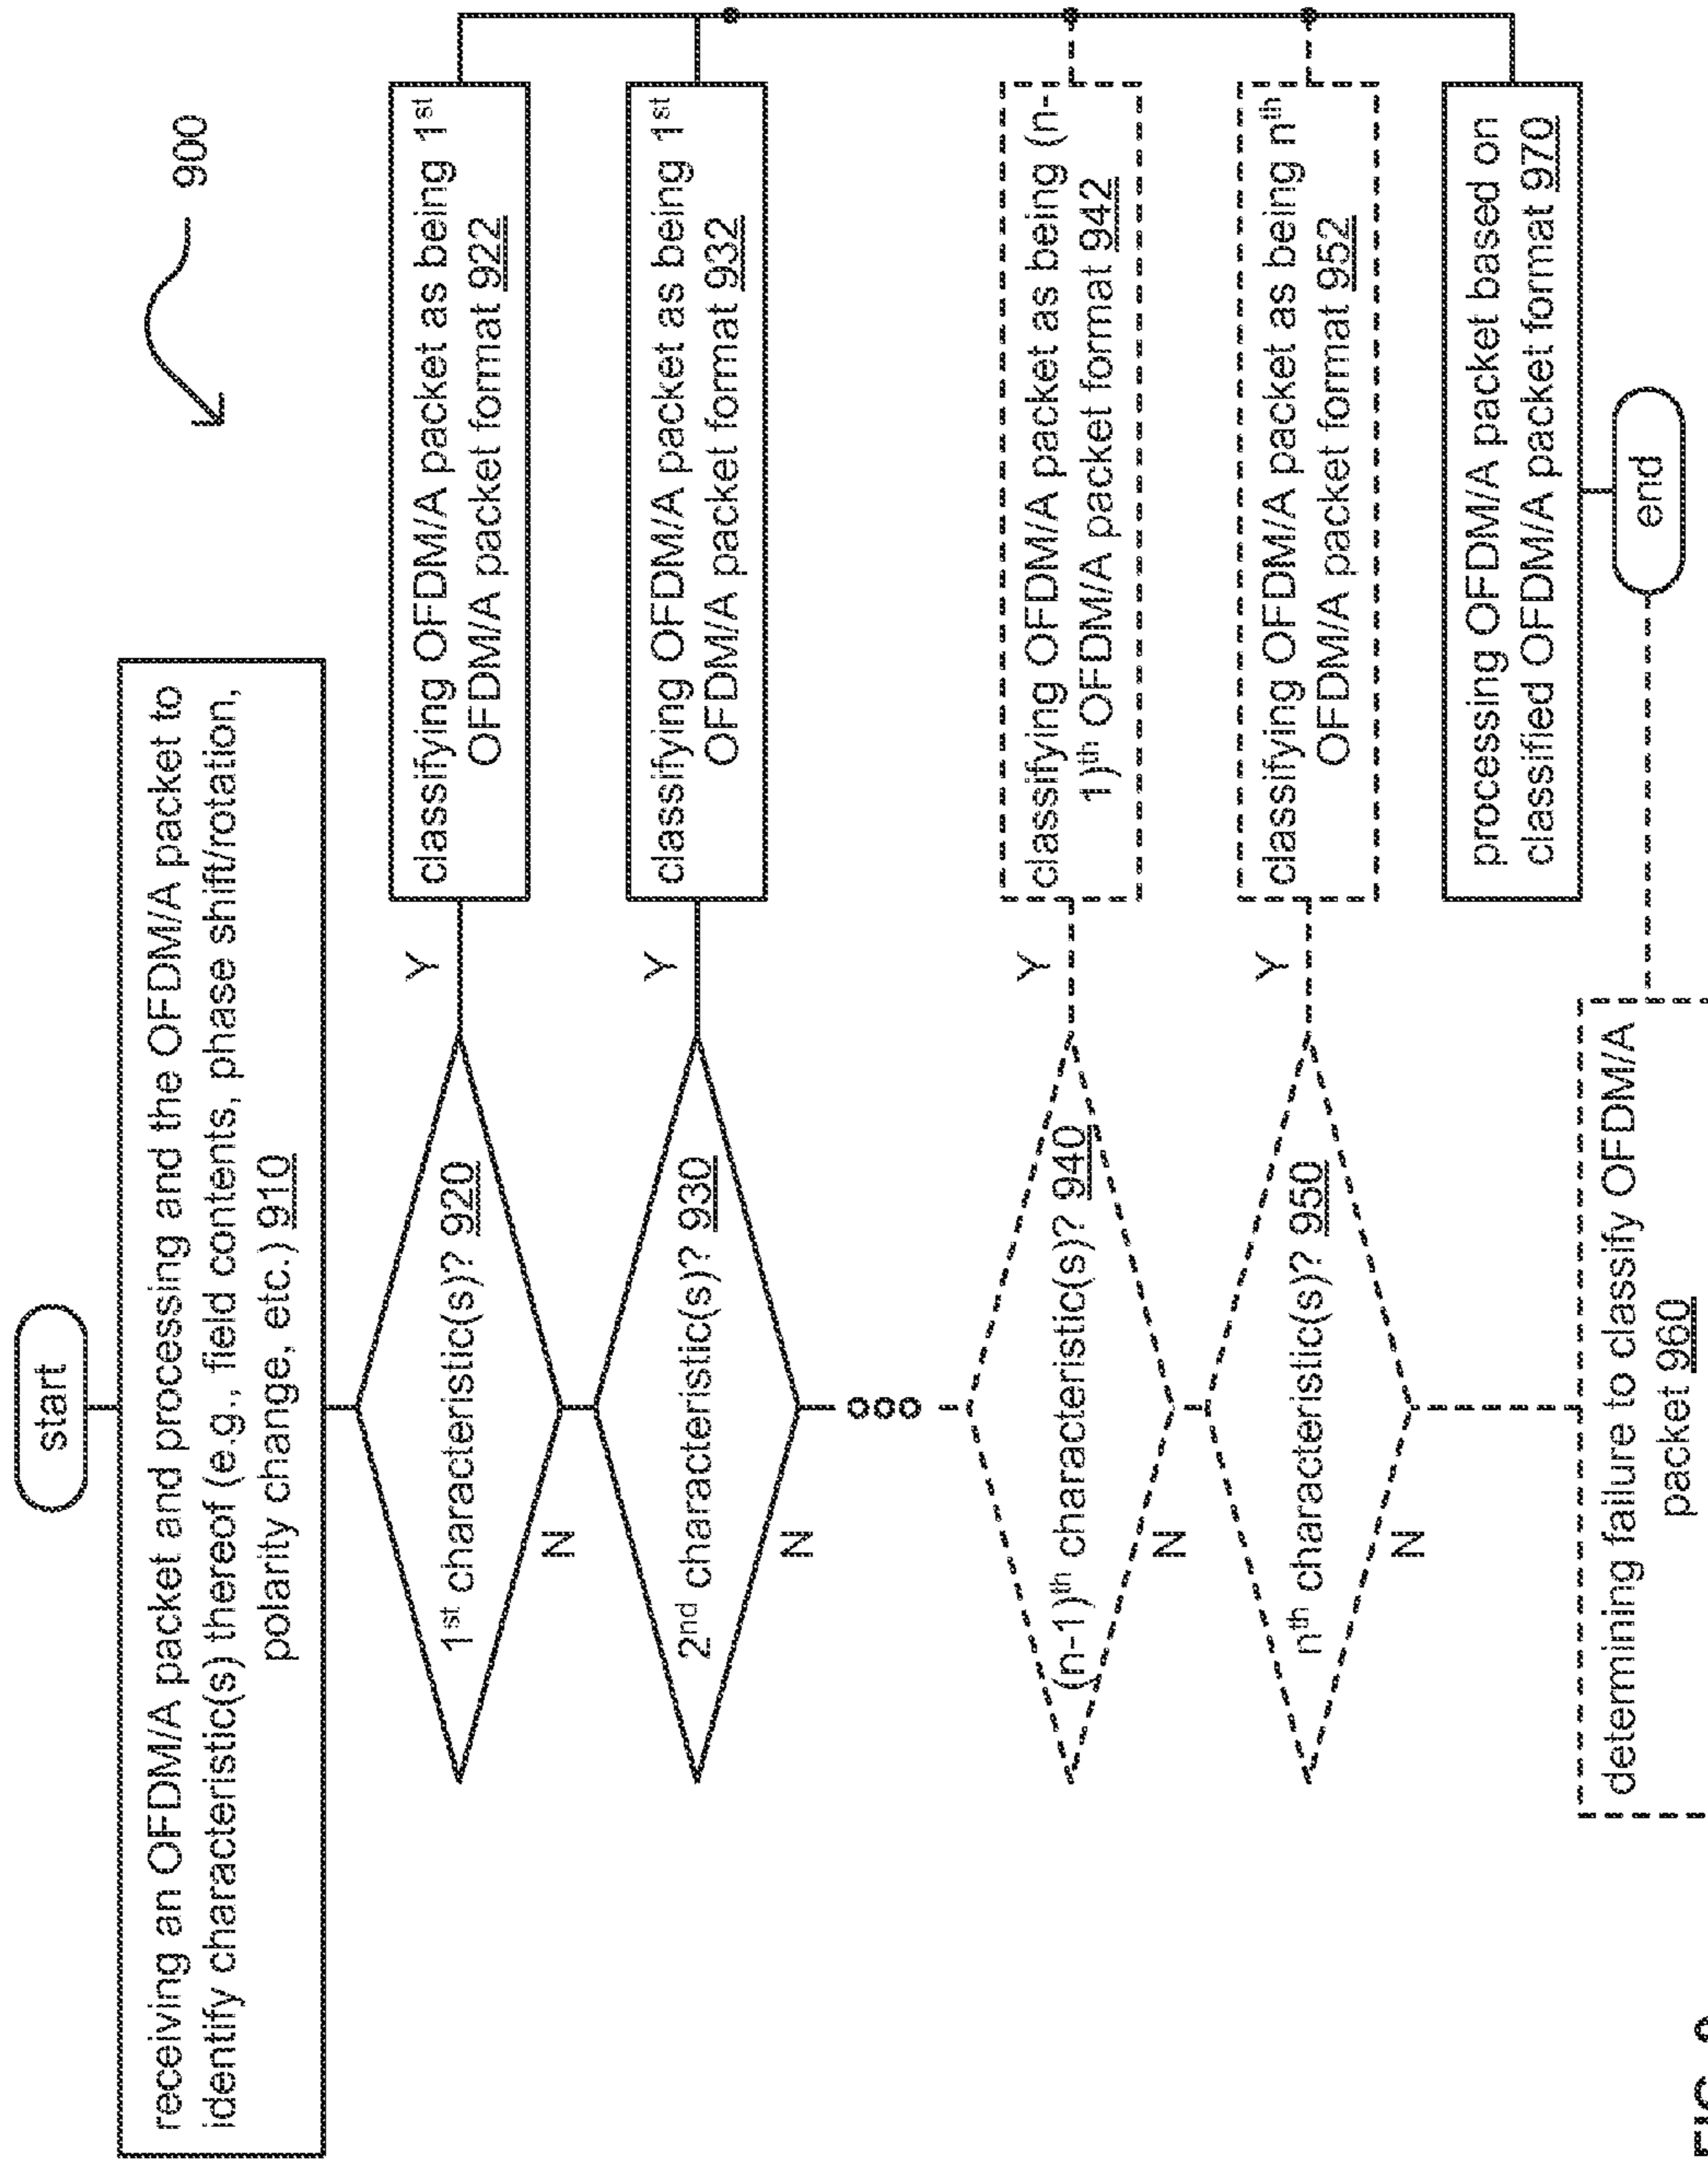 900
start
receiving an OFDM/A packet and processing and the OFDM/A packet to
identify characteristic(s) thereof (e.g., field contents, phase shift/rotation,
polarity change, etc.) 910
1st characteristic(s)? 920
Y
N
classifying OFDM/A packet as being 1st
OFDM/A packet format 922
2nd characteristic(s)? 930
Y
N
classifying OFDM/A packet as being 1st
OFDM/A packet format 932
(n-1)th characteristic(s)? 940
Y
N
classifying OFDM/A packet as being (n-
1)th OFDM/A packet format 942
nth characteristic(s)? 950
Y
N
classifying OFDM/A packet as being nth
OFDM/A packet format 952
determining failure to classify OFDM/A
packet 960
processing OFDM/A packet based on
classified OFDM/A packet format 970
end
FIG.